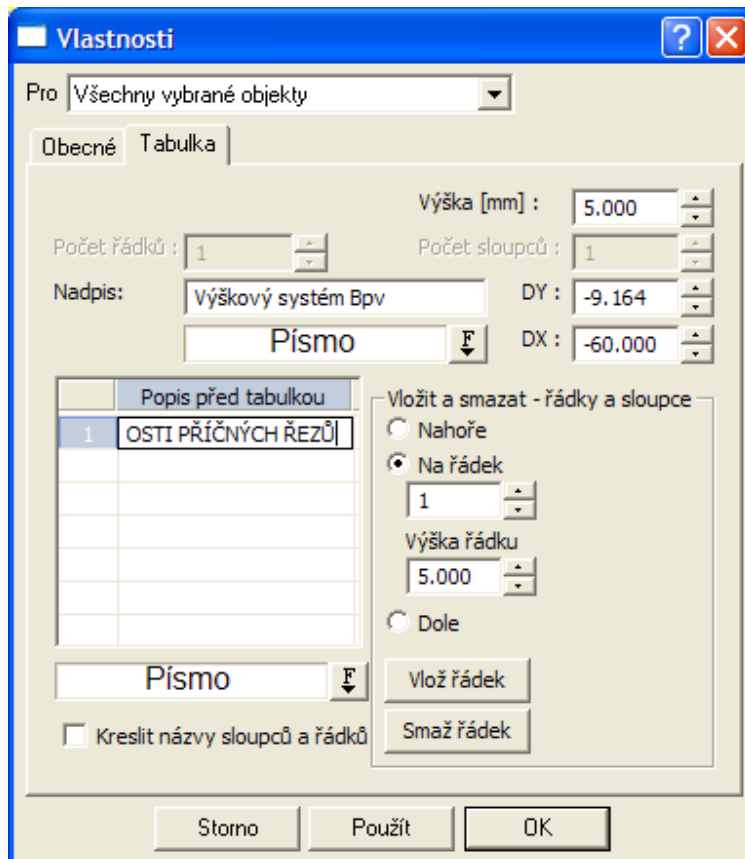 Vlastnosti
Pro Všechny vybrané objekty
Obecné Tabulka
Výška [mm] : 5.000
Počet řádků : 1 Počet sloupců : 1
Nadpis: Výškový systém Bpv DY : -9.164
Písmo F DX : -60.000
Popis před tabulkou
1 OSTI PŘÍČNÝCH ŘEZŮ
Vložit a smazat - řádky a sloupce
Nahoře
Na řádek
1
Výška řádku
5.000
Dole
Písmo F
Vlož řádek
Kreslit názvy sloupců a řádků
Smaž řádek
Storno Použít OK